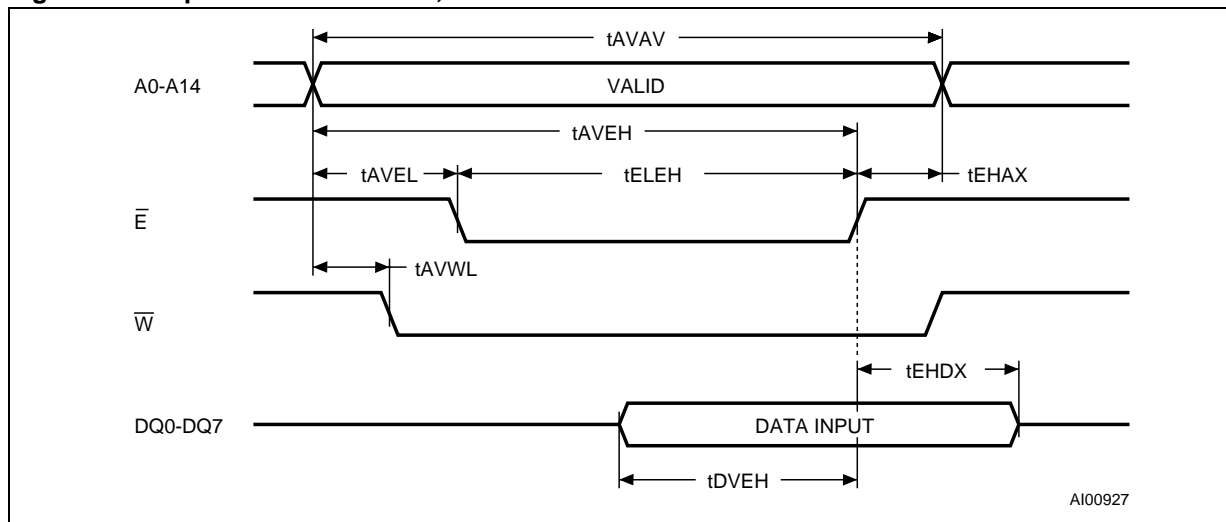 tAVAV
A0-A14
VALID
tAVEH
tAVEL
tELEH
tEHAX
E̅
tAVWL
W̅
tEHDX
DQ0-DQ7
DATA INPUT
tDVEH
AI00927